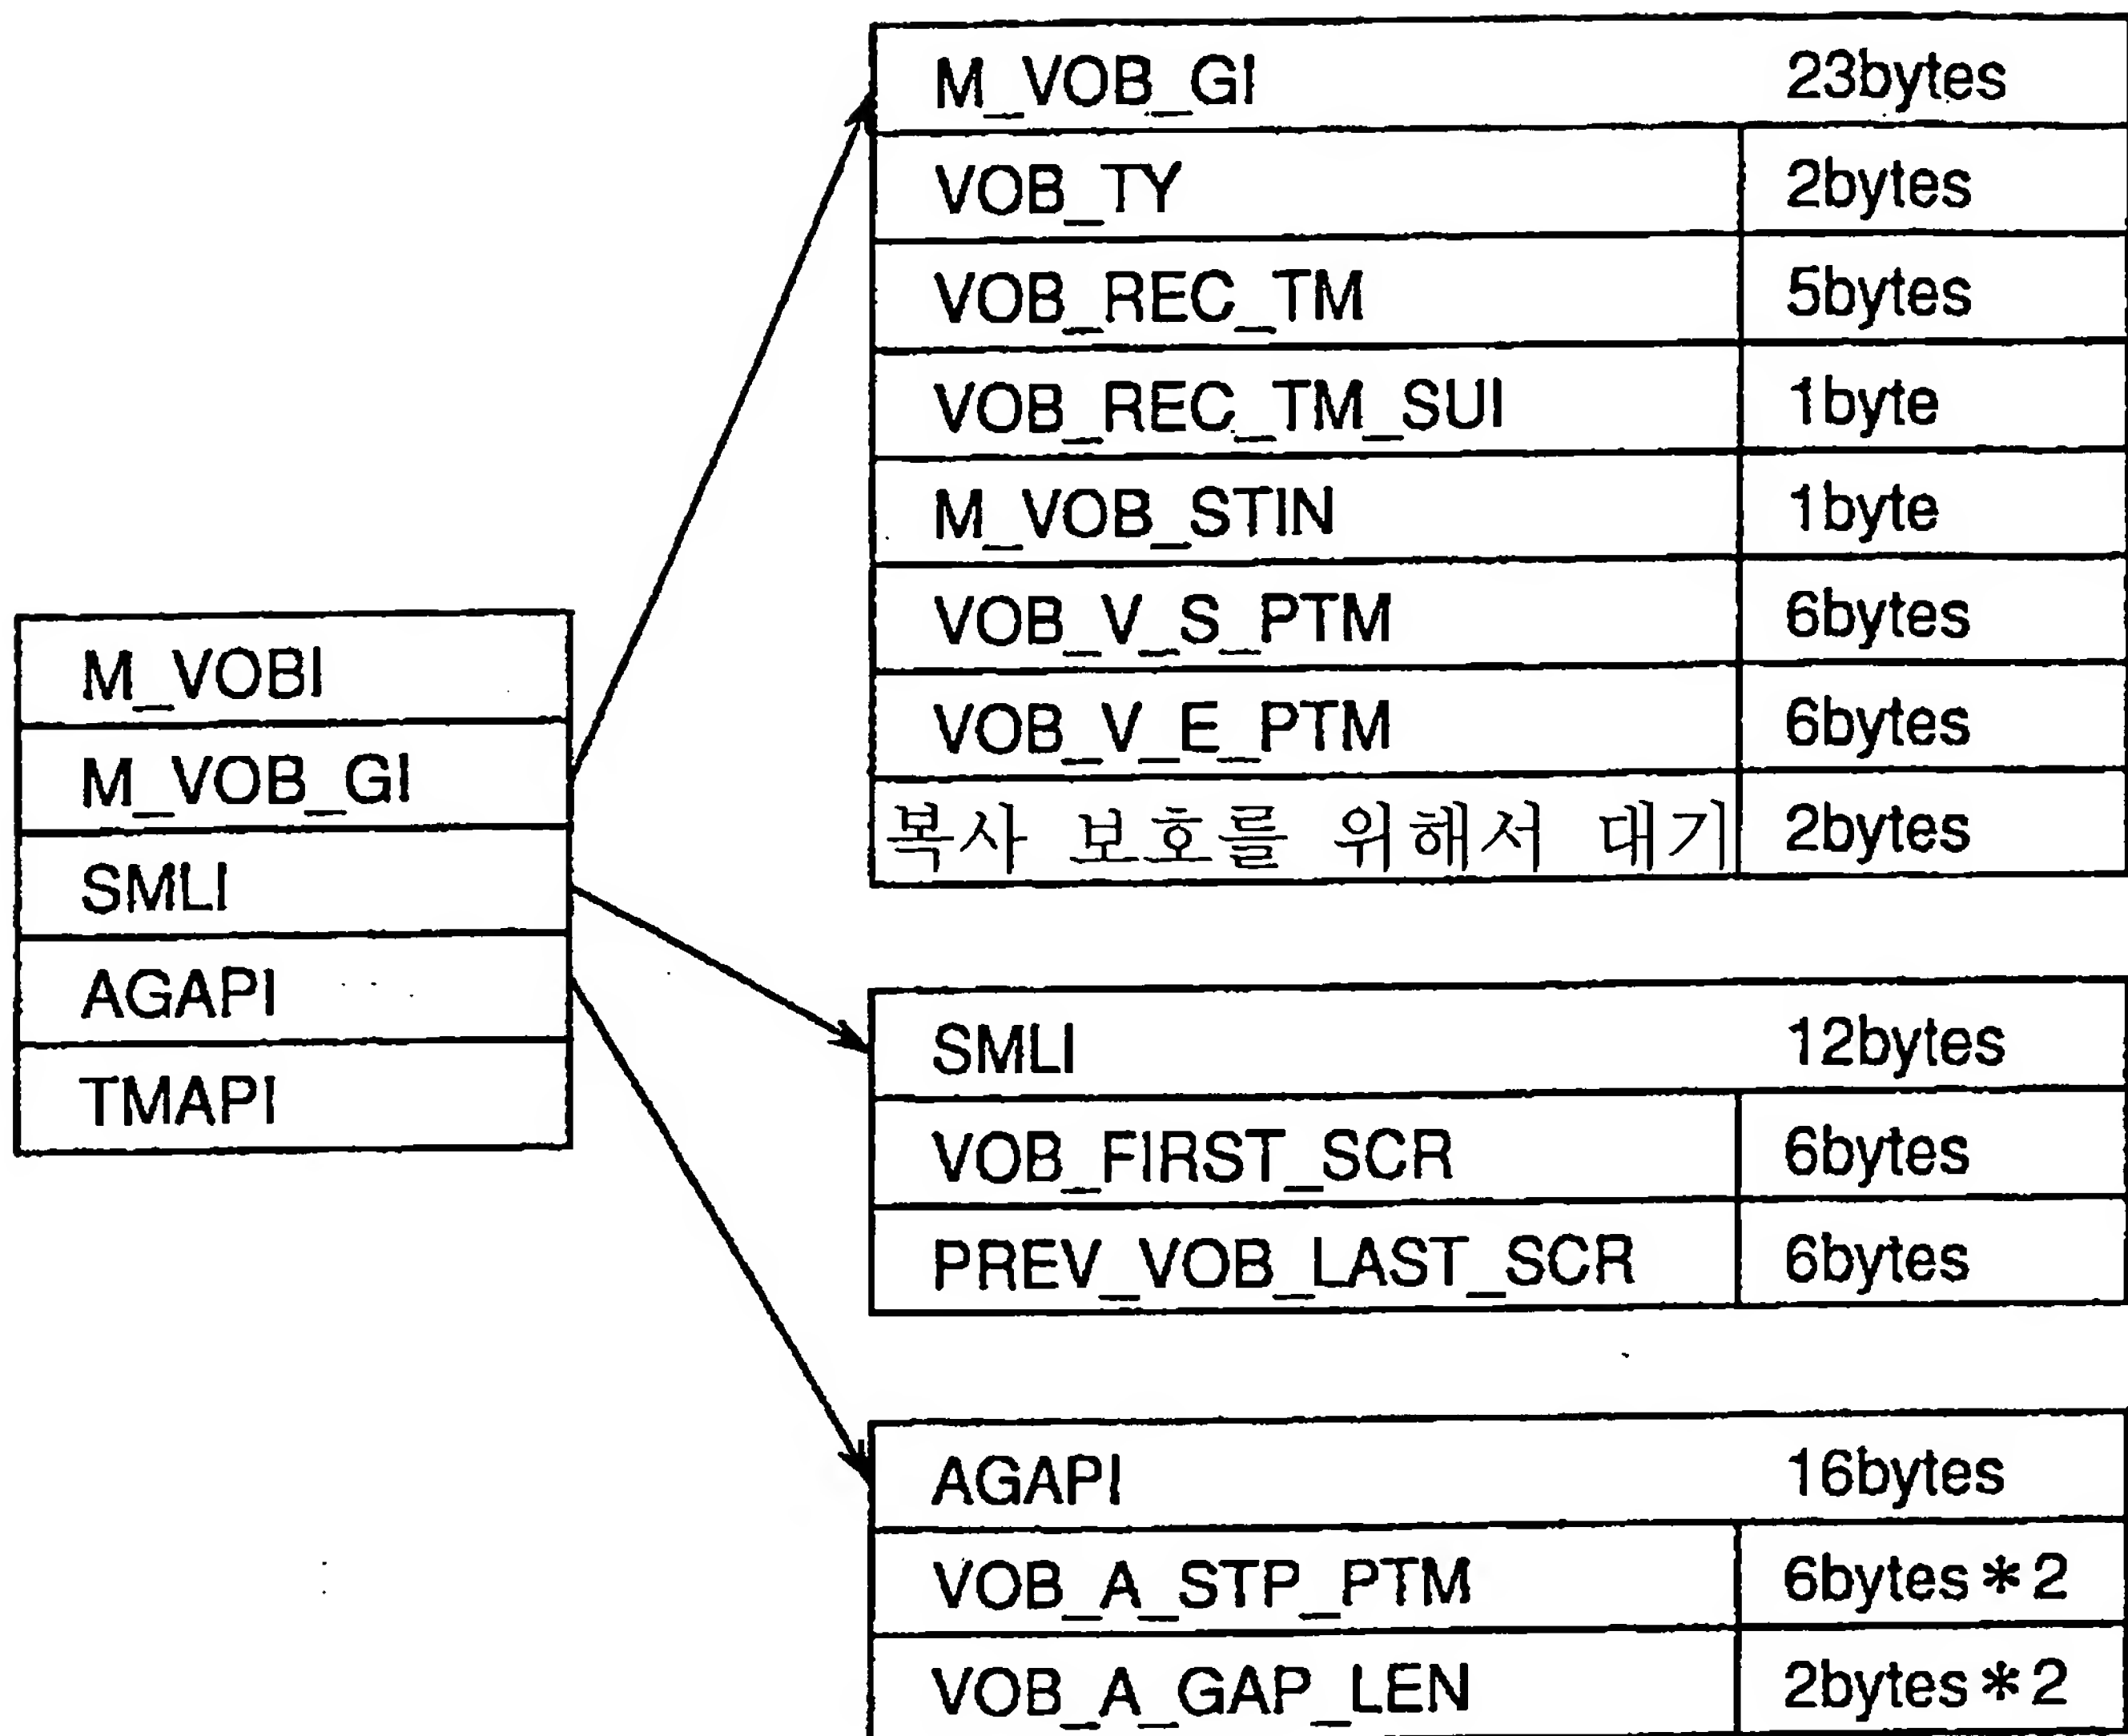 M_VOBI
M_VOB_GI
SMLI
AGAPI
TMAPI
M_VOB_GI 23bytes
VOB_TY 2bytes
VOB_REC_TM 5bytes
VOB_REC_TM_SUI 1byte
M_VOB_STIN 1byte
VOB_V_S_PTM 6bytes
VOB_V_E_PTM 6bytes
복사 보호를 위해서 대기 2bytes
SMLI 12bytes
VOB_FIRST_SCR 6bytes
PREV_VOB_LAST_SCR 6bytes
AGAPI 16bytes
VOB_A_STP_PTM 6bytes*2
VOB_A_GAP_LEN 2bytes*2